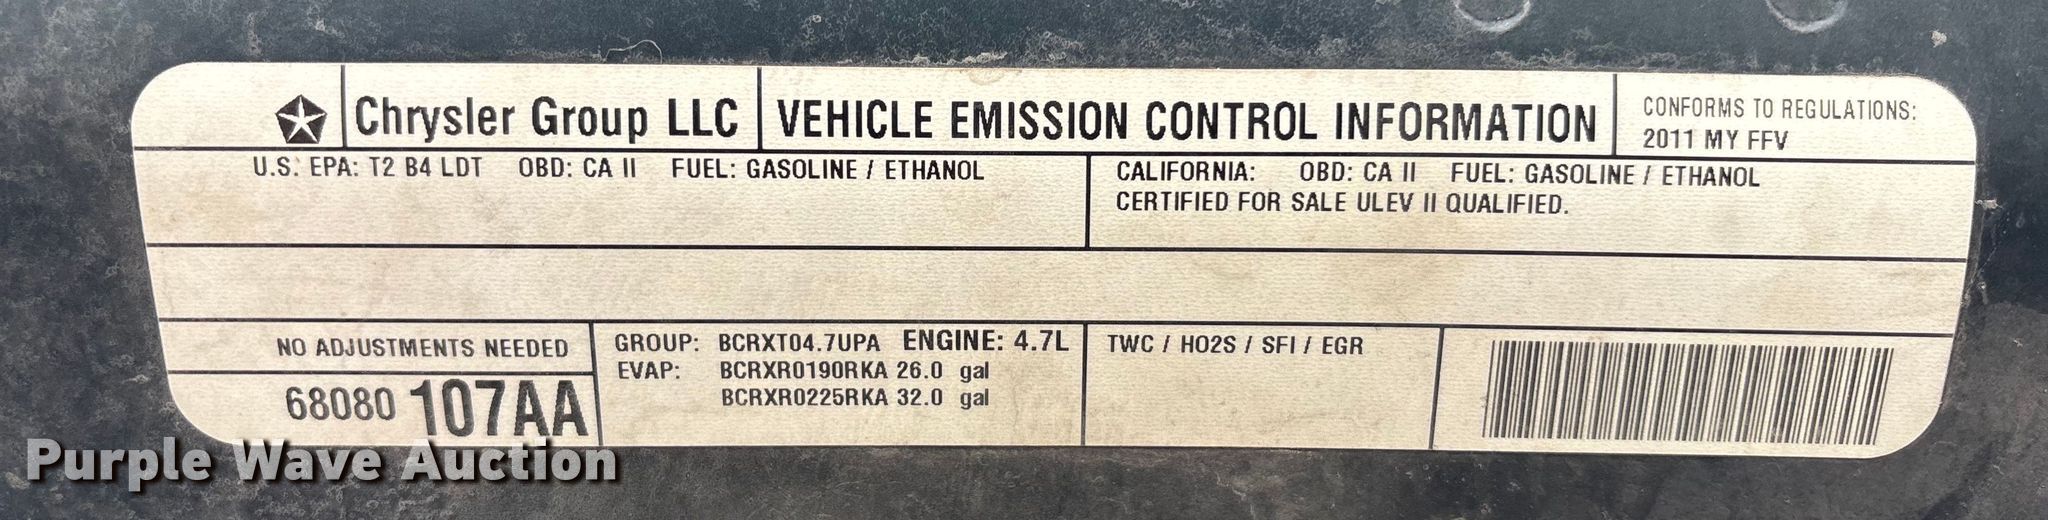 Chrysler Group LLC VEHICLE EMISSION CONTROL INFORMATION
CONFORMS TO REGULATIONS:
2011 MY FFV
U.S. EPA: T2 B4 LDT OBD: CA II FUEL: GASOLINE / ETHANOL
CALIFORNIA: OBD: CA II FUEL: GASOLINE / ETHANOL
CERTIFIED FOR SALE ULEV II QUALIFIED.
NO ADJUSTMENTS NEEDED
68080 107AA
GROUP: BCRXT04.7UPA ENGINE: 4.7L
EVAP: BCRXR0190RKA 26.0 gal
BCRXR0225RKA 32.0 gal
TWC / HO2S / SFI / EGR
Purple Wave Auction